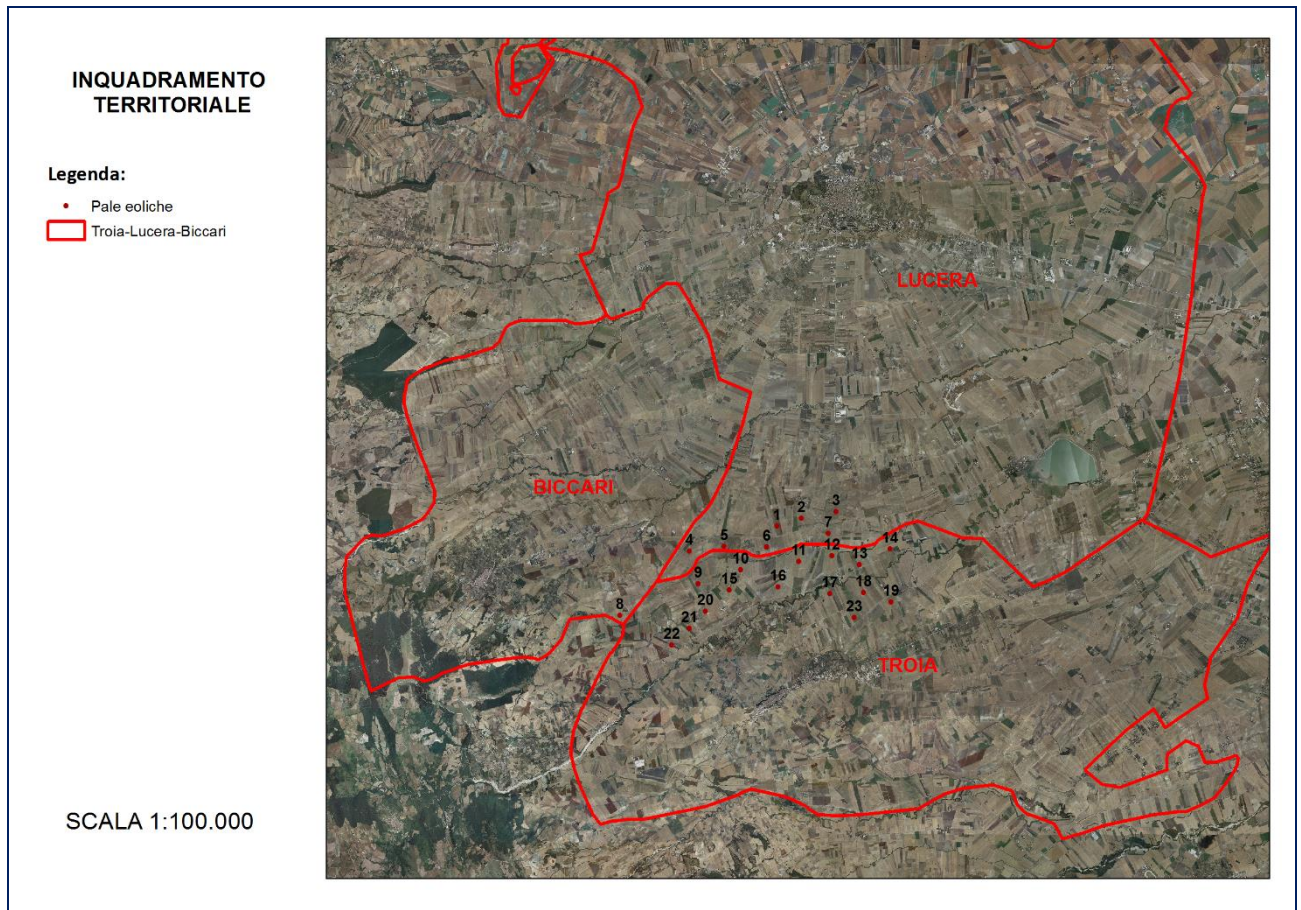 INQUADRAMENTO
TERRITORIALE
Legenda:
Pale eoliche
Troia-Lucera-Biccari
SCALA 1:100.000
LUCERA
BICCARI
3
2
1
7
5
6
4
14
12
11
13
10
9
16
15
18
17
19
20
8
23
21
22
TROIA